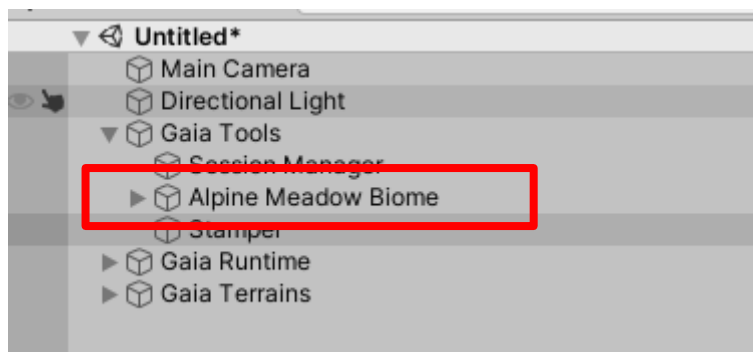 Untitled*
Main Camera
Directional Light
Gaia Tools
Session Manager
Alpine Meadow Biome
Stamper
Gaia Runtime
Gaia Terrains